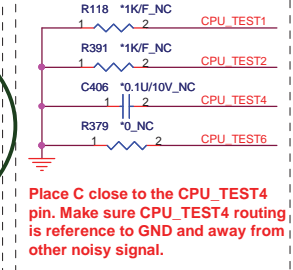 R118 *1K/F_NC
1 2 CPU_TEST1
R391 *1K/F_NC
1 2 CPU_TEST2
C406 *0.1U/10V_NC
1 2 CPU_TEST4
R379 *0_NC
1 2 CPU_TEST6
Place C close to the CPU_TEST4
pin. Make sure CPU_TEST4 routing
is reference to GND and away from
other noisy signal.